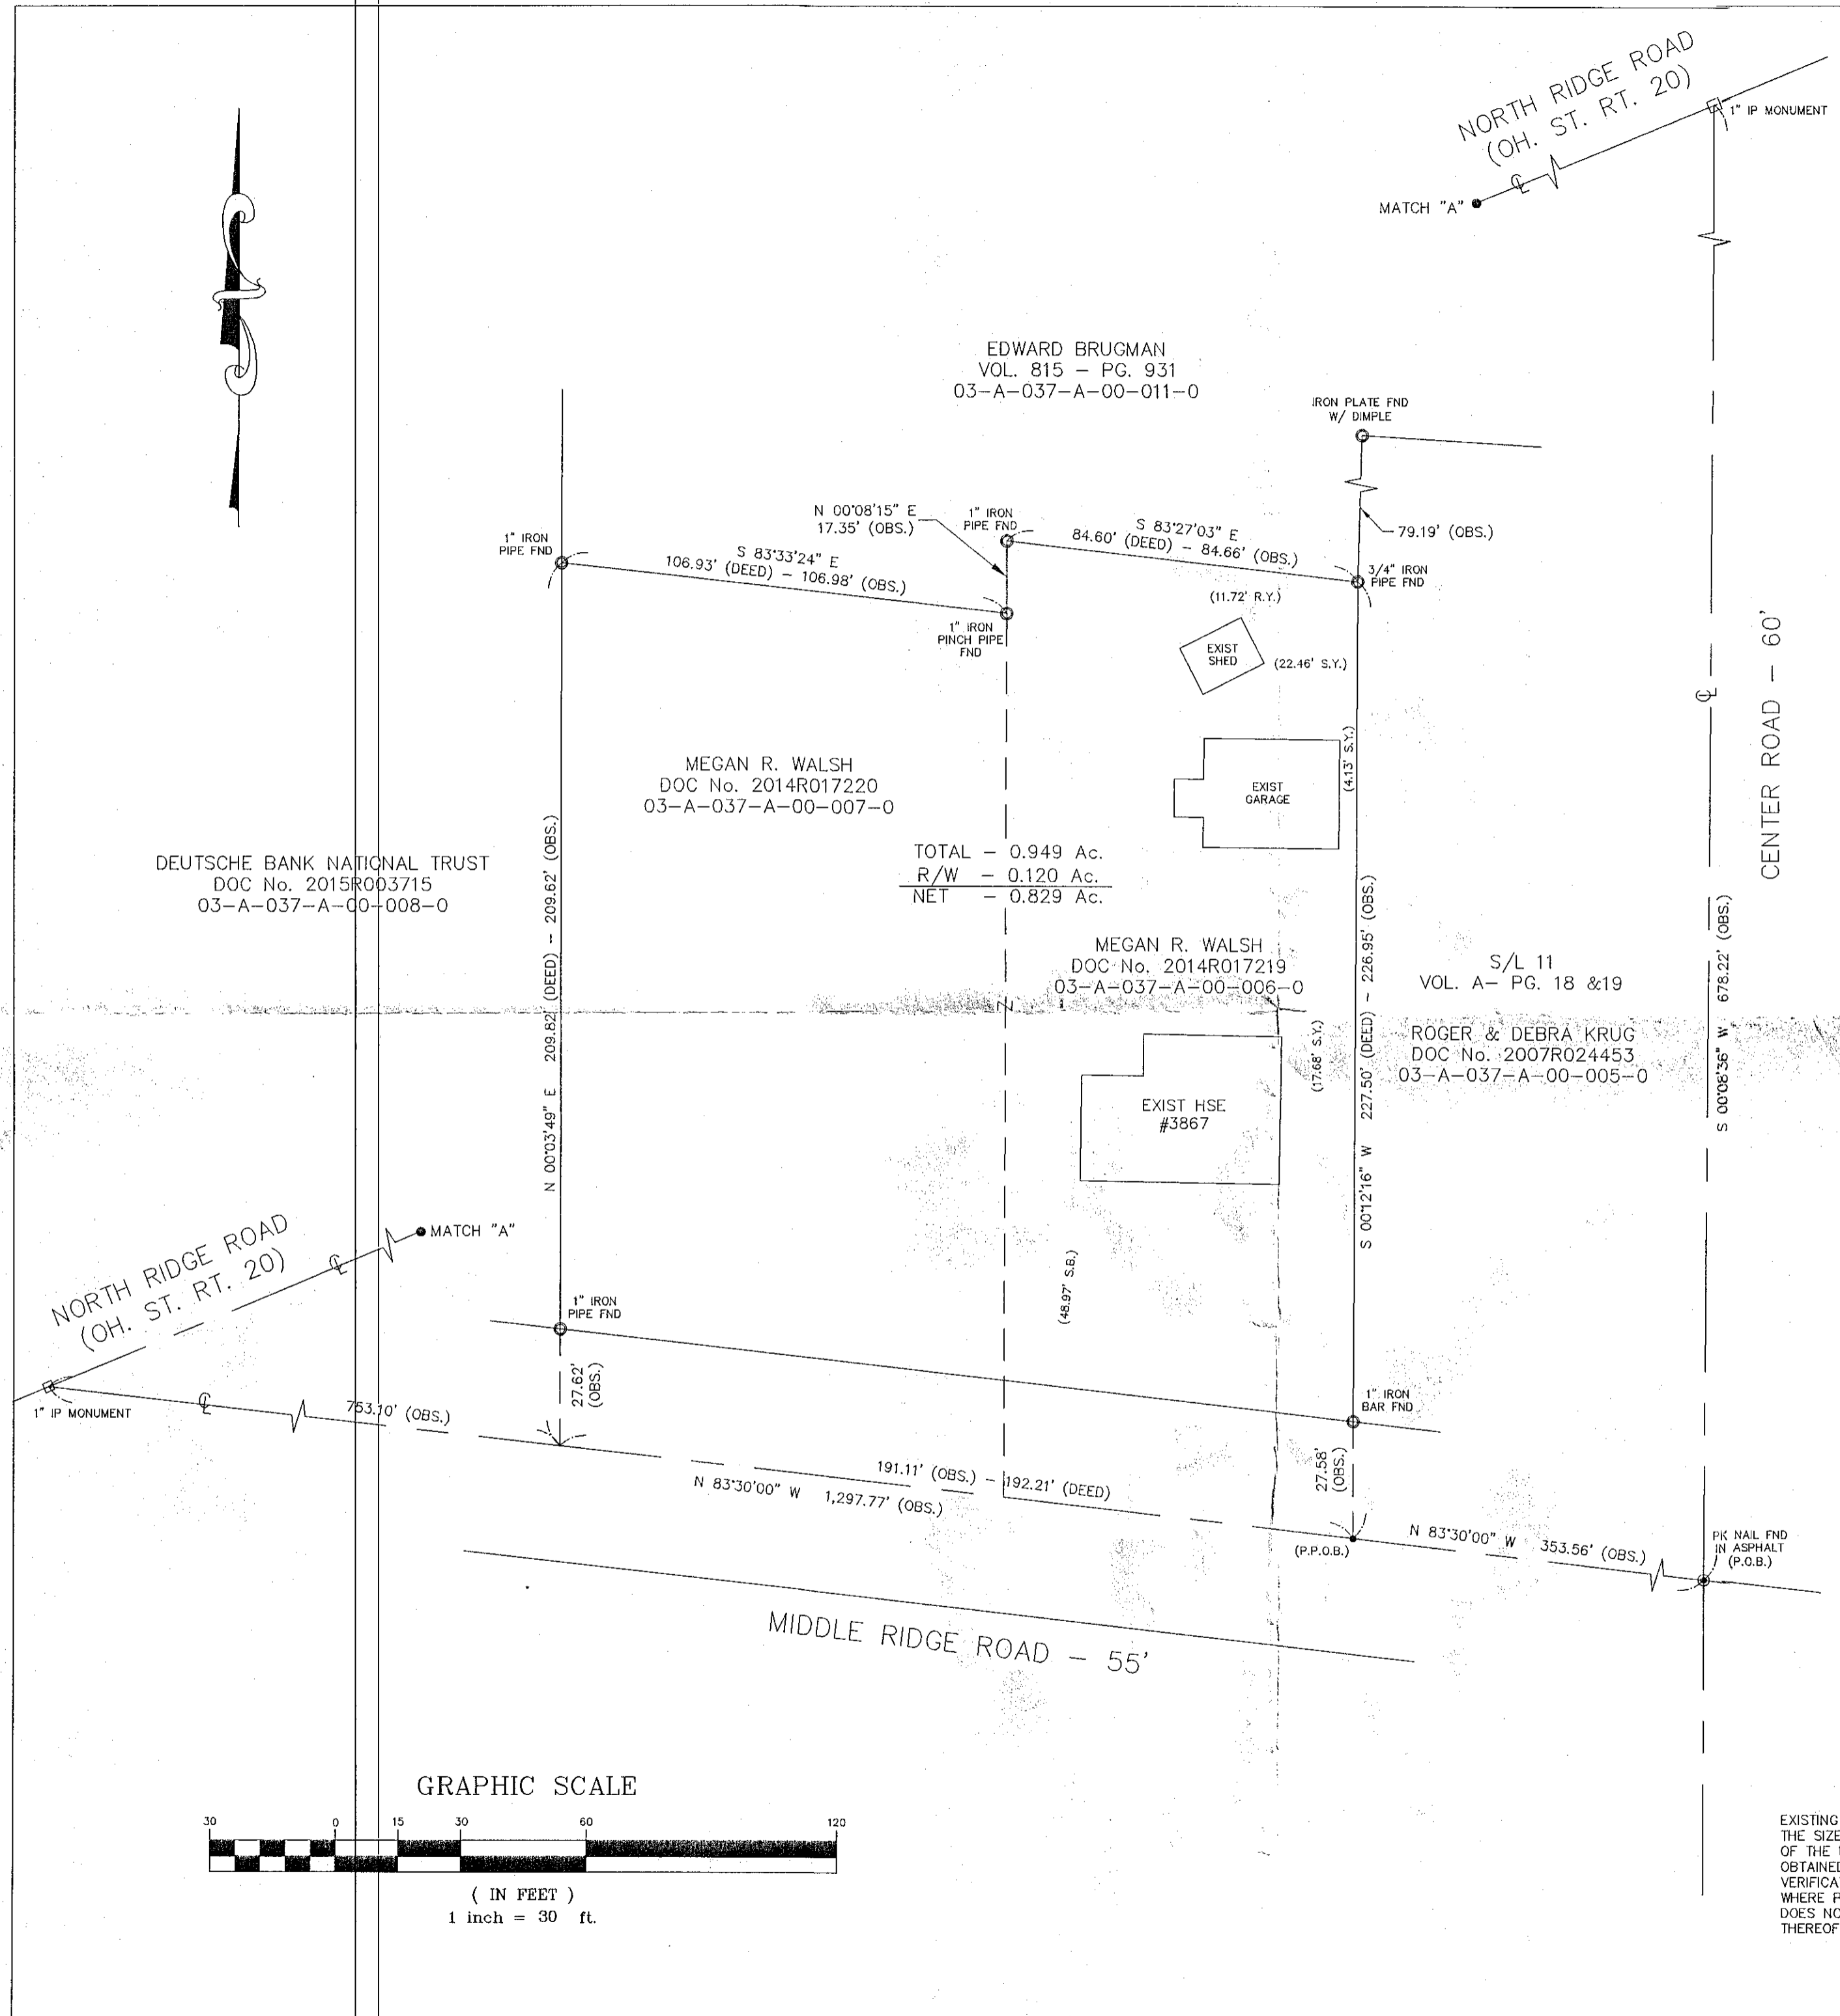 NORTH RIDGE ROAD
(OH. ST. RT. 20)
1" IP MONUMENT
MATCH "A"
EDWARD BRUGMAN
VOL. 815 – PG. 931
03-A-037-A-00-011-0
IRON PLATE FND
W/ DIMPLE
N 00°08'15" E
17.35' (OBS.)
1" IRON
PIPE FND
S 83°27'03" E
84.60' (DEED) – 84.66' (OBS.)
79.19' (OBS.)
1" IRON
PIPE FND
S 83°33'24" E
106.93' (DEED) – 106.98' (OBS.)
3/4" IRON
PIPE FND
(11.72' R.Y.)
1" IRON
PINCH PIPE
FND
EXIST
SHED
(22.46' S.Y.)
CENTER ROAD – 60'
(4.13' S.Y.)
EXIST
GARAGE
MEGAN R. WALSH
DOC No. 2014R017220
03-A-037-A-00-007-0
TOTAL – 0.949 Ac.
R/W – 0.120 Ac.
NET – 0.829 Ac.
DEUTSCHE BANK NATIONAL TRUST
DOC No. 2015R003715
03-A-037-A-00-008-0
N 00°03'49" E 209.82' (DEED) – 209.62' (OBS.)
MEGAN R. WALSH
DOC No. 2014R017219
03-A-037-A-00-006-0
S 00°12'16" W 227.50' (DEED) – 226.95' (OBS.)
S/L 11
VOL. A– PG. 18 &19
ROGER & DEBRA KRUG
DOC No. 2007R024453
03-A-037-A-00-005-0
S 00°08'36" W 678.22' (OBS.)
(17.68' S.Y.)
EXIST HSE
#3867
(48.97' S.B.)
NORTH RIDGE ROAD
(OH. ST. RT. 20)
MATCH "A"
1" IRON
PIPE FND
1" IP MONUMENT
753.10' (OBS.)
27.62'
(OBS.)
1" IRON
BAR FND
27.58'
(OBS.)
191.11' (OBS.) – 192.21' (DEED)
N 83°30'00" W 1,297.77' (OBS.)
(P.P.O.B.)
N 83°30'00" W 353.56' (OBS.)
PK NAIL FND
IN ASPHALT
(P.O.B.)
MIDDLE RIDGE ROAD – 55'
GRAPHIC SCALE
30 0 15 30 60 120
( IN FEET )
1 inch = 30 ft.
EXISTING
THE SIZE
OF THE
OBTAINED
VERIFICA
WHERE P
DOES NO
THEREOF